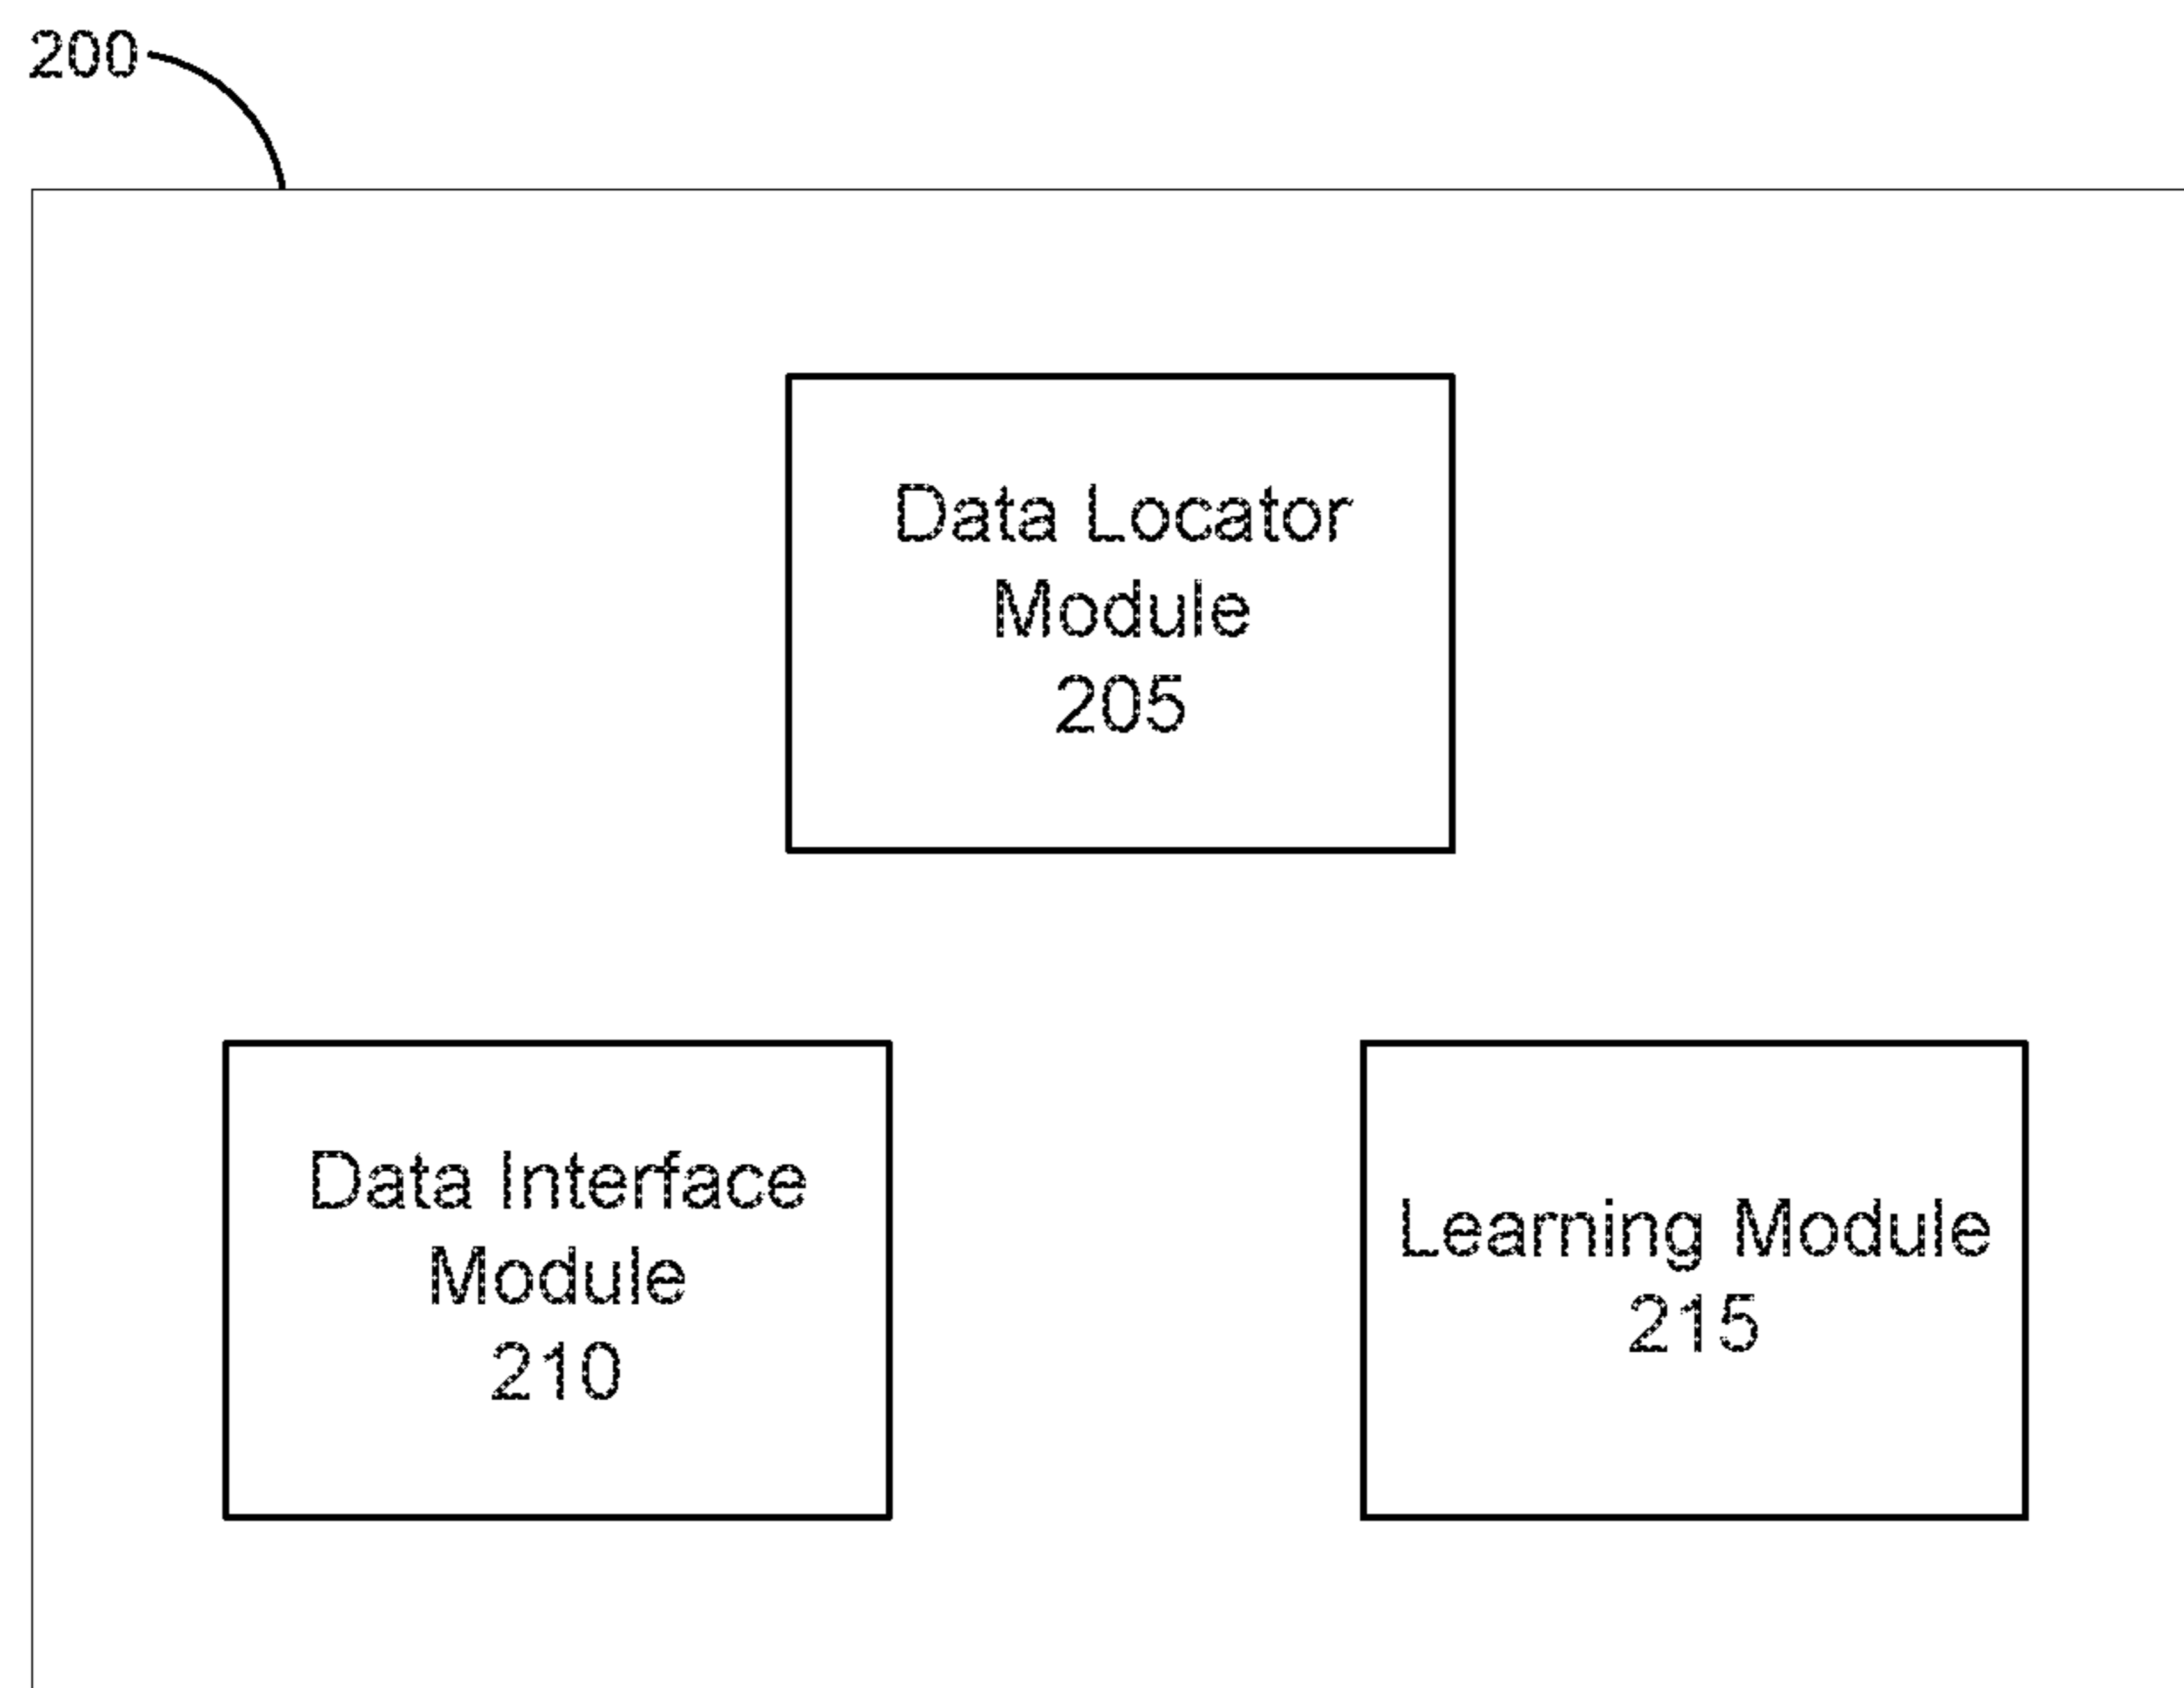 200
Data Locator
Module
205
Data Interface
Module
210
Learning Module
215